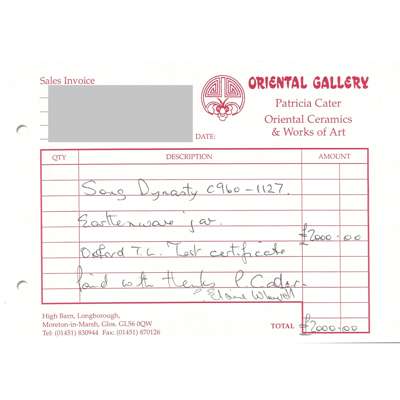 Sales Invoice
ORIENTAL GALLERY
Patricia Cater
Oriental Ceramics
& Works of Art
DATE:
QTY DESCRIPTION AMOUNT
Song Dynasty c960-1127.
Earthenware jar.
£2000-00
Oxford T.L. Test certificate
Paid with thanks P. Cater.
Elaine
High Barn, Longborough,
Moreton-in-Marsh, Glos. GL56 0QW
Tel: (01451) 830944 Fax: (01451) 870126
TOTAL £2000-00